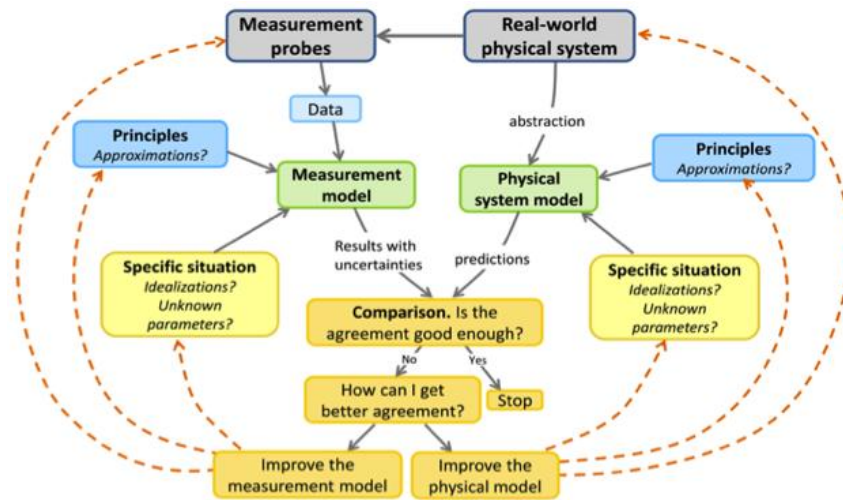 Measurement
probes
Real-world
physical system
Data
abstraction
Principles
Approximations?
Principles
Approximations?
Measurement
model
Physical
system model
Results with
uncertainties
predictions
Specific situation
Idealizations?
Unknown
parameters?
Specific situation
Idealizations?
Unknown
parameters?
Comparison. Is the
agreement good enough?
No
Yes
How can I get
better agreement?
Stop
Improve the
measurement model
Improve the
physical model